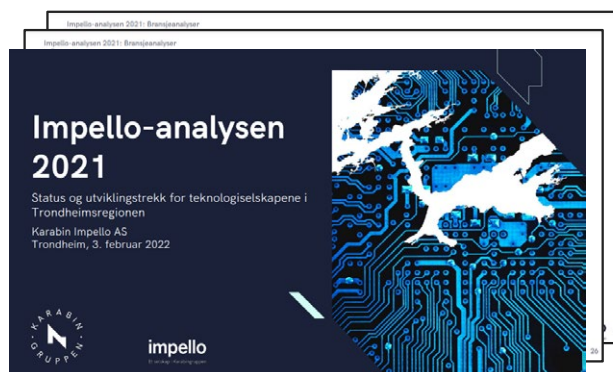 Impello-analysen 2021: Bransjeanalyser
Impello-analysen 2021: Bransjeanalyser
Impello-analysen
2021
Status og utviklingstrekk for teknologiselskapene i
Trondheimsregionen
Karabin Impello AS
Trondheim, 3. februar 2022
KARABIN
GRUPPEN
impello
26